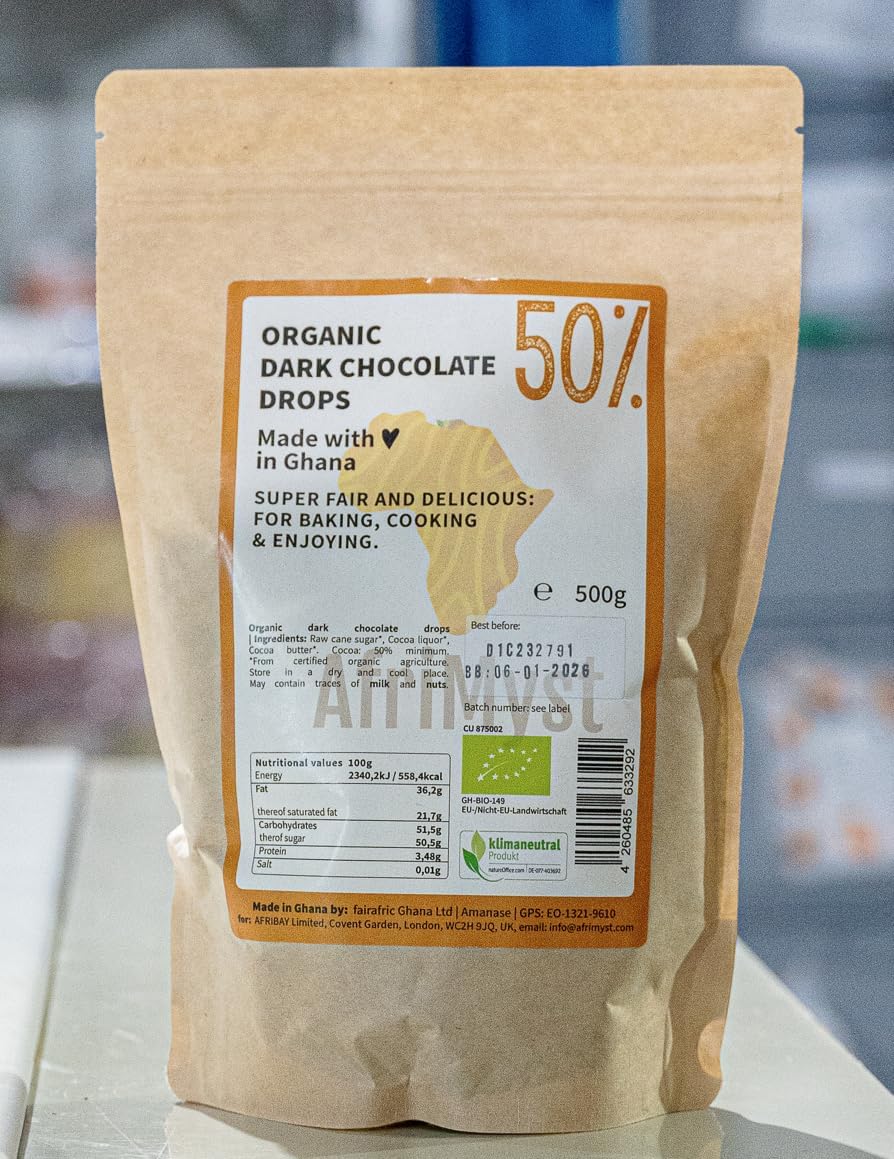 50%
ORGANIC
DARK CHOCOLATE
DROPS
Made with ♥
in Ghana
SUPER FAIR AND DELICIOUS:
FOR BAKING, COOKING
& ENJOYING.
℮ 500g
Organic dark chocolate drops
| Ingredients: Raw cane sugar*, Cocoa liquor*,
Cocoa butter*. Cocoa: 50% minimum.
*From certified organic agriculture.
Store in a dry and cool place.
May contain traces of milk and nuts.
Best before:
D1C232791
BB:06-01-2026
AfriMyst
Batch number: see label
CU 875002
GH-BIO-149
EU-/Nicht-EU-Landwirtschaft
klimaneutral
Produkt
natureOffice.com | DE-077-403692
4 260485 633292
Nutritional values 100g
Energy 2340,2kJ / 558,4kcal
Fat 36,2g
thereof saturated fat 21,7g
Carbohydrates 51,5g
therof sugar 50,5g
Protein 3,48g
Salt 0,01g
Made in Ghana by: fairafric Ghana Ltd | Amanase | GPS: EO-1321-9610
for: AFRIBAY Limited, Covent Garden, London, WC2H 9JQ, UK, email: info@afrimyst.com